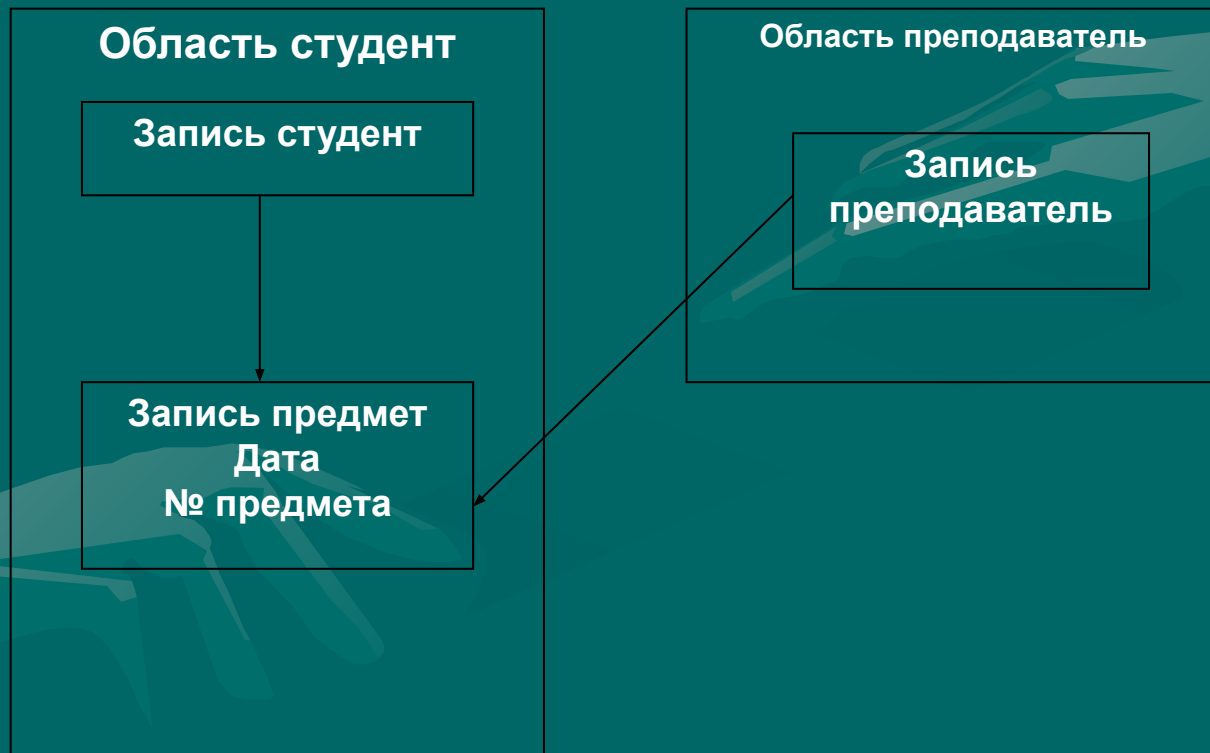 Область студент
Область преподаватель
Запись студент
Запись
преподаватель
Запись предмет
Дата
№ предмета